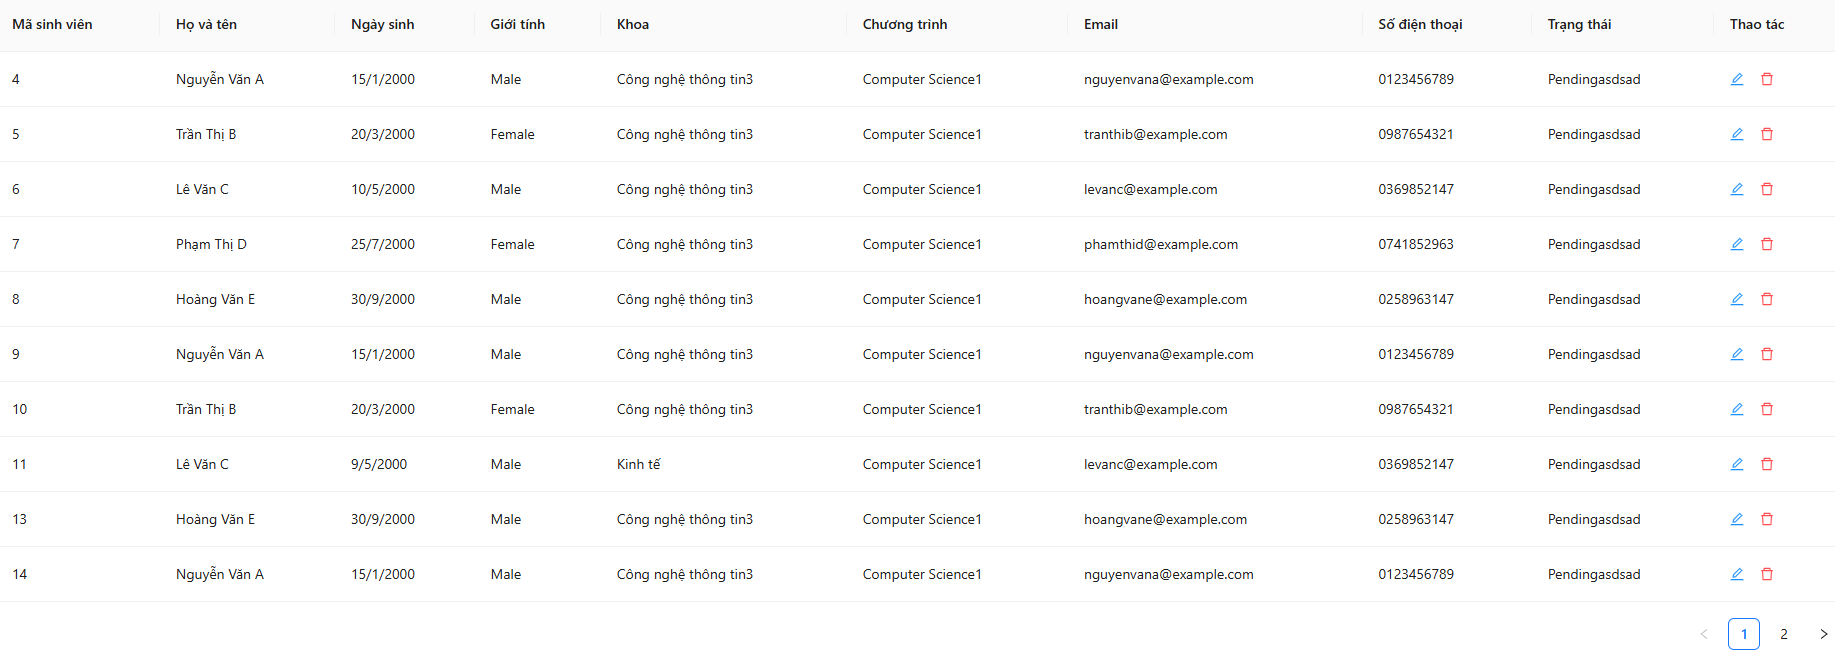 Mã sinh viên Họ và tên Ngày sinh Giới tính Khoa Chương trình Email Số điện thoại Trạng thái Thao tác
4 Nguyễn Văn A 15/1/2000 Male Công nghệ thông tin3 Computer Science1 nguyenvana@example.com 0123456789 Pendingasdsad
5 Trần Thị B 20/3/2000 Female Công nghệ thông tin3 Computer Science1 tranthib@example.com 0987654321 Pendingasdsad
6 Lê Văn C 10/5/2000 Male Công nghệ thông tin3 Computer Science1 levanc@example.com 0369852147 Pendingasdsad
7 Phạm Thị D 25/7/2000 Female Công nghệ thông tin3 Computer Science1 phamthid@example.com 0741852963 Pendingasdsad
8 Hoàng Văn E 30/9/2000 Male Công nghệ thông tin3 Computer Science1 hoangvane@example.com 0258963147 Pendingasdsad
9 Nguyễn Văn A 15/1/2000 Male Công nghệ thông tin3 Computer Science1 nguyenvana@example.com 0123456789 Pendingasdsad
10 Trần Thị B 20/3/2000 Female Công nghệ thông tin3 Computer Science1 tranthib@example.com 0987654321 Pendingasdsad
11 Lê Văn C 9/5/2000 Male Kinh tế Computer Science1 levanc@example.com 0369852147 Pendingasdsad
13 Hoàng Văn E 30/9/2000 Male Công nghệ thông tin3 Computer Science1 hoangvane@example.com 0258963147 Pendingasdsad
14 Nguyễn Văn A 15/1/2000 Male Công nghệ thông tin3 Computer Science1 nguyenvana@example.com 0123456789 Pendingasdsad
1 2